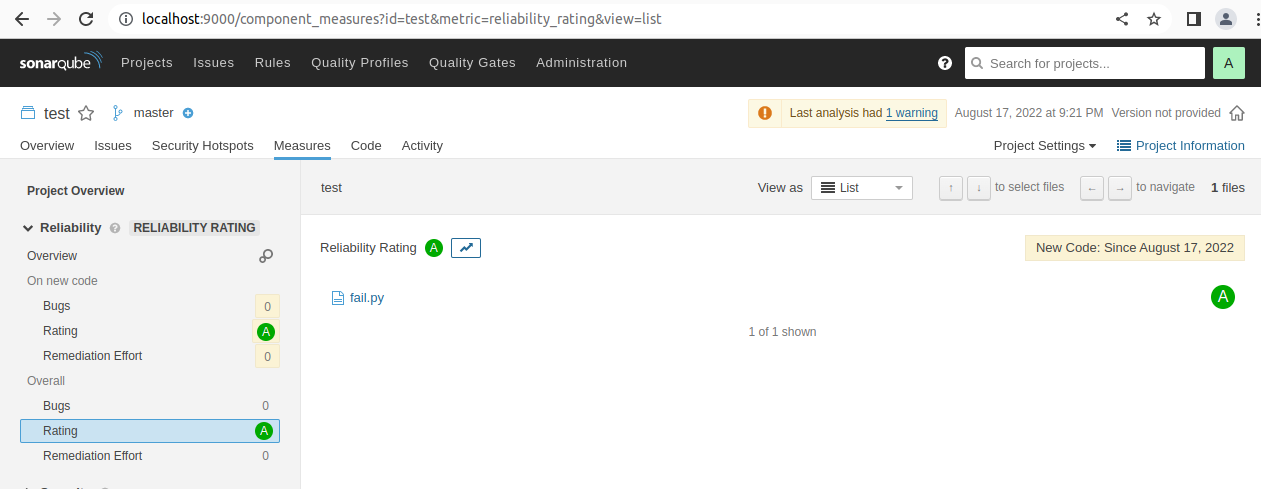 localhost:9000/component_measures?id=test&metric=reliability_rating&view=list
sonarqube Projects Issues Rules Quality Profiles Quality Gates Administration ? Search for projects... A
test master Last analysis had 1 warning August 17, 2022 at 9:21 PM Version not provided
Overview Issues Security Hotspots Measures Code Activity Project Settings Project Information
Project Overview
test View as List ↑ ↓ to select files ← → to navigate 1 files
Reliability ? RELIABILITY RATING
Reliability Rating A New Code: Since August 17, 2022
Overview
On new code
Bugs 0
Rating A
Remediation Effort 0
Overall
Bugs 0
Rating A
Remediation Effort 0
fail.py A
1 of 1 shown